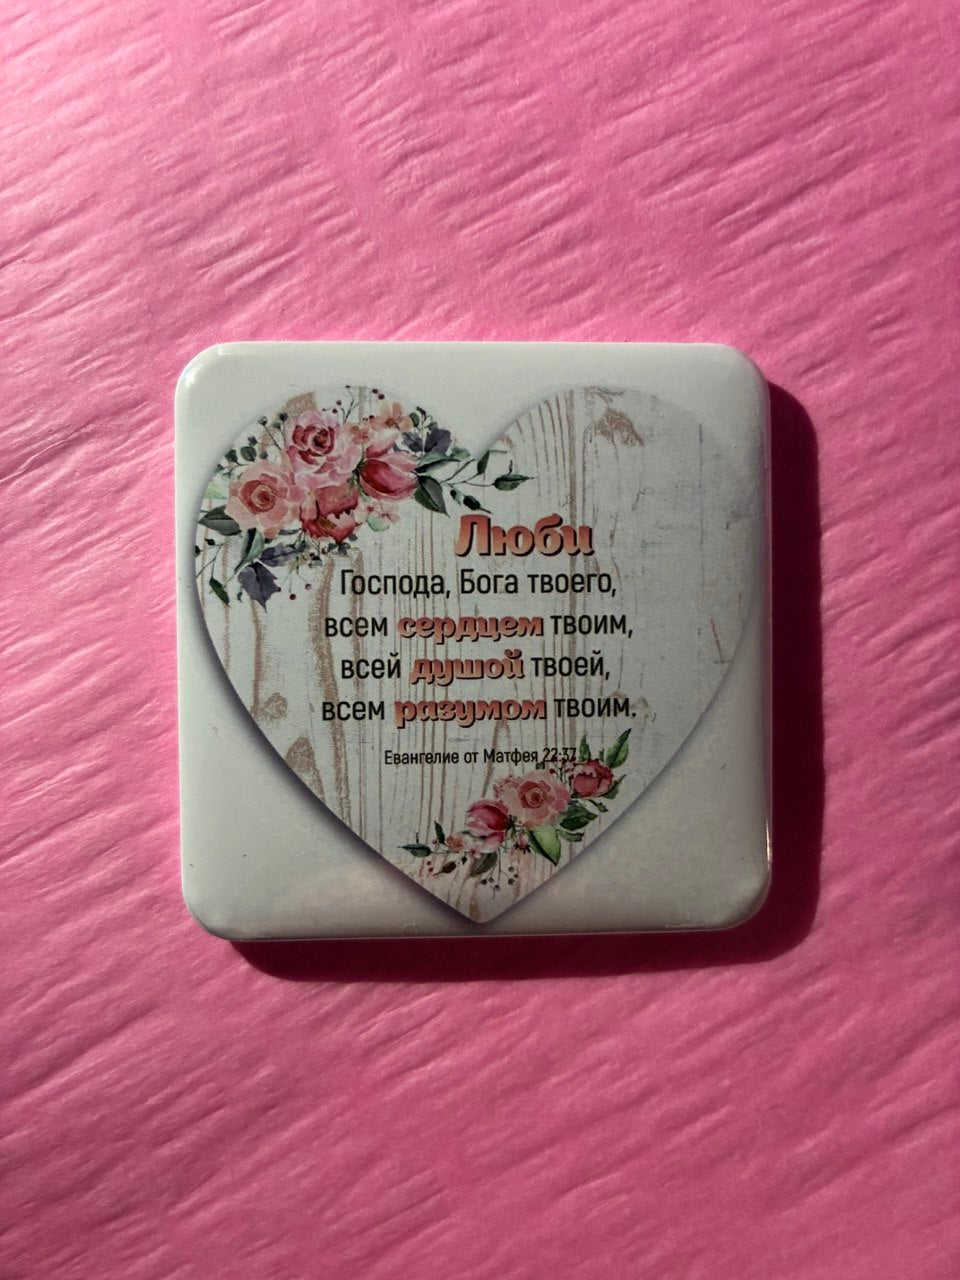 Люби
Господа, Бога твоего,
всем сердцем твоим,
всей душой твоей,
всем разумом твоим.
Евангелие от Матфея 22:37